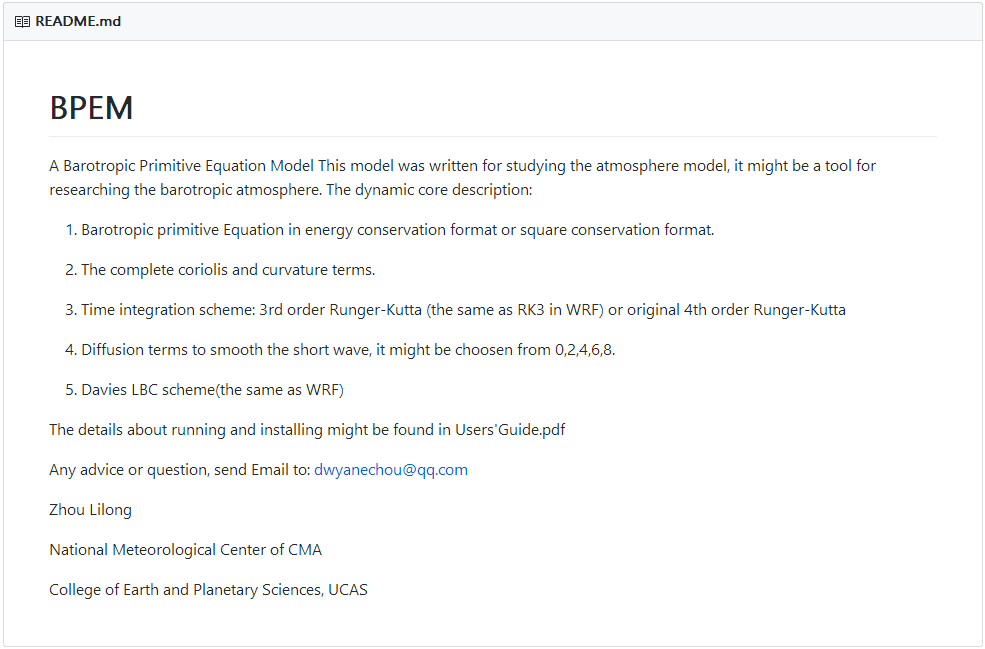 README.md
BPEM
A Barotropic Primitive Equation Model This model was written for studying the atmosphere model, it might be a tool for
researching the barotropic atmosphere. The dynamic core description:
1. Barotropic primitive Equation in energy conservation format or square conservation format.
2. The complete coriolis and curvature terms.
3. Time integration scheme: 3rd order Runger-Kutta (the same as RK3 in WRF) or original 4th order Runger-Kutta
4. Diffusion terms to smooth the short wave, it might be choosen from 0,2,4,6,8.
5. Davies LBC scheme(the same as WRF)
The details about running and installing might be found in Users'Guide.pdf
Any advice or question, send Email to: dwyanechou@qq.com
Zhou Lilong
National Meteorological Center of CMA
College of Earth and Planetary Sciences, UCAS